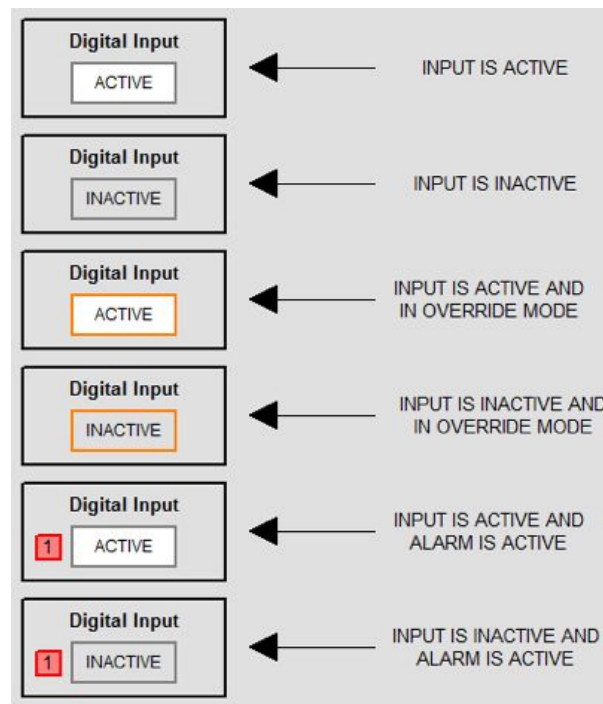 Digital Input
ACTIVE
INPUT IS ACTIVE
Digital Input
INACTIVE
INPUT IS INACTIVE
Digital Input
ACTIVE
INPUT IS ACTIVE AND
IN OVERRIDE MODE
Digital Input
INACTIVE
INPUT IS INACTIVE AND
IN OVERRIDE MODE
Digital Input
1 ACTIVE
INPUT IS ACTIVE AND
ALARM IS ACTIVE
Digital Input
1 INACTIVE
INPUT IS INACTIVE AND
ALARM IS ACTIVE